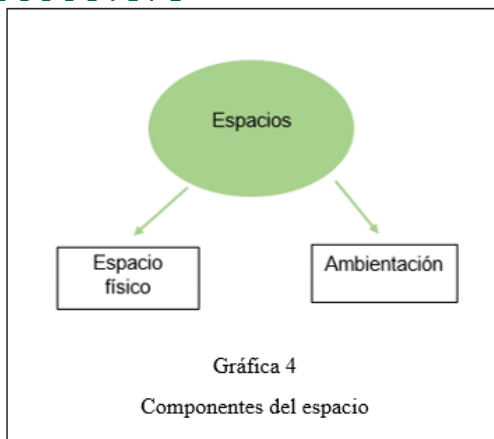 Espacios
Espacio
físico
Ambientación
Gráfica 4
Componentes del espacio